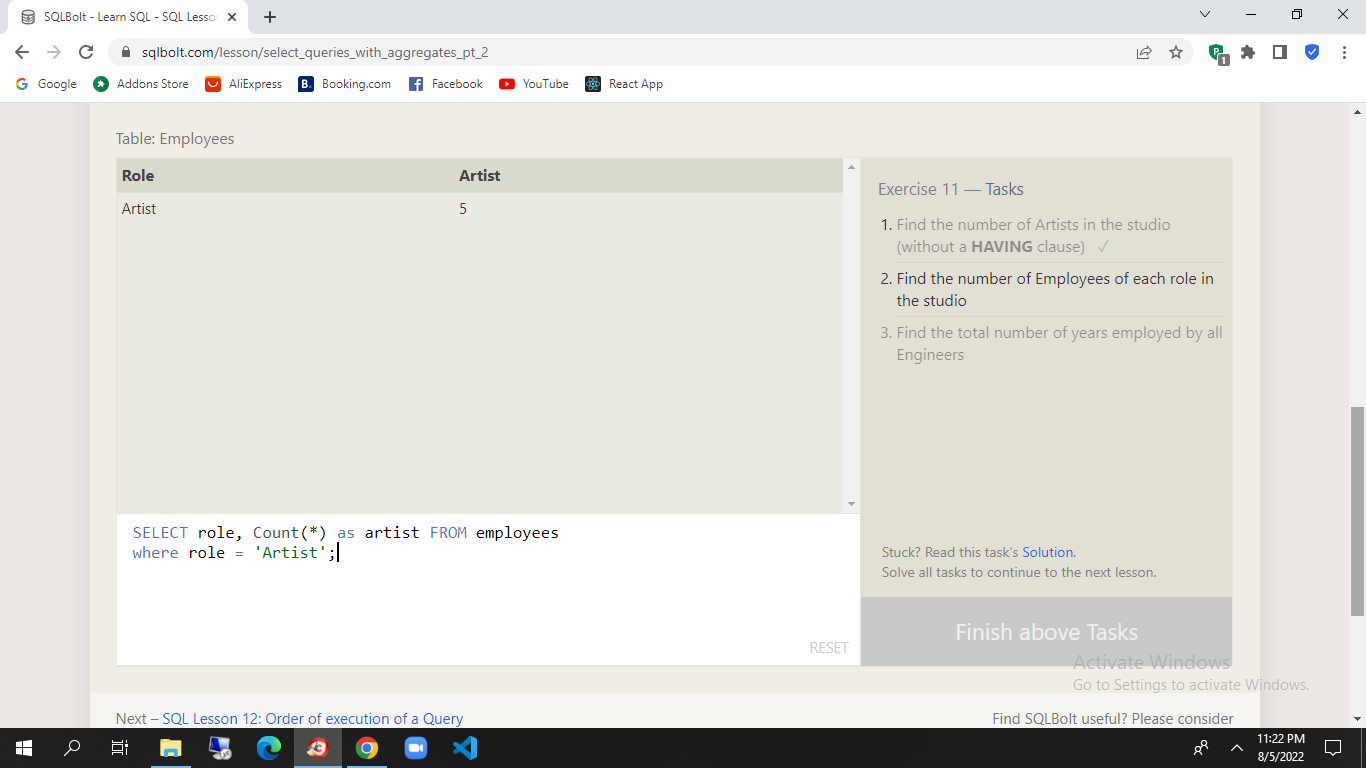 SQLBolt - Learn SQL - SQL Lesson
sqlbolt.com/lesson/select_queries_with_aggregates_pt_2
1
Google Addons Store AliExpress Booking.com Facebook YouTube React App
Table: Employees
Role Artist
Artist 5
Exercise 11 — Tasks
1. Find the number of Artists in the studio
(without a HAVING clause) ✓
2. Find the number of Employees of each role in
the studio
3. Find the total number of years employed by all
Engineers
SELECT role, Count(*) as artist FROM employees
where role = 'Artist';
RESET
Stuck? Read this task's Solution.
Solve all tasks to continue to the next lesson.
Finish above Tasks
Activate Windows
Go to Settings to activate Windows.
Next – SQL Lesson 12: Order of execution of a Query
Find SQLBolt useful? Please consider
11:22 PM
8/5/2022